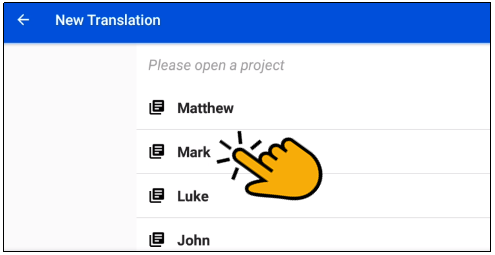 New Translation
Please open a project
Matthew
Mark
Luke
John